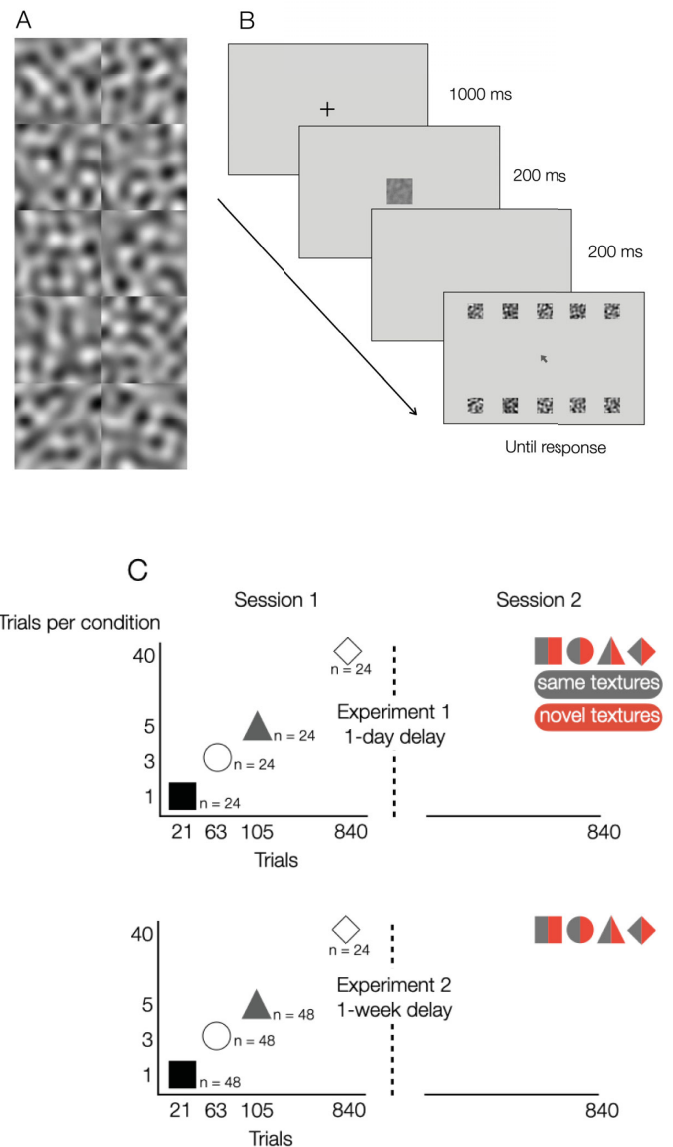 A
B
1000 ms
200 ms
200 ms
Until response
C
Session 1
Session 2
Trials per condition
40
5
3
1
n = 24
n = 24
n = 24
n = 24
Experiment 1
1-day delay
same textures
novel textures
21 63 105 840
840
Trials
40
5
3
1
n = 24
n = 48
n = 48
n = 48
Experiment 2
1-week delay
21 63 105 840
840
Trials